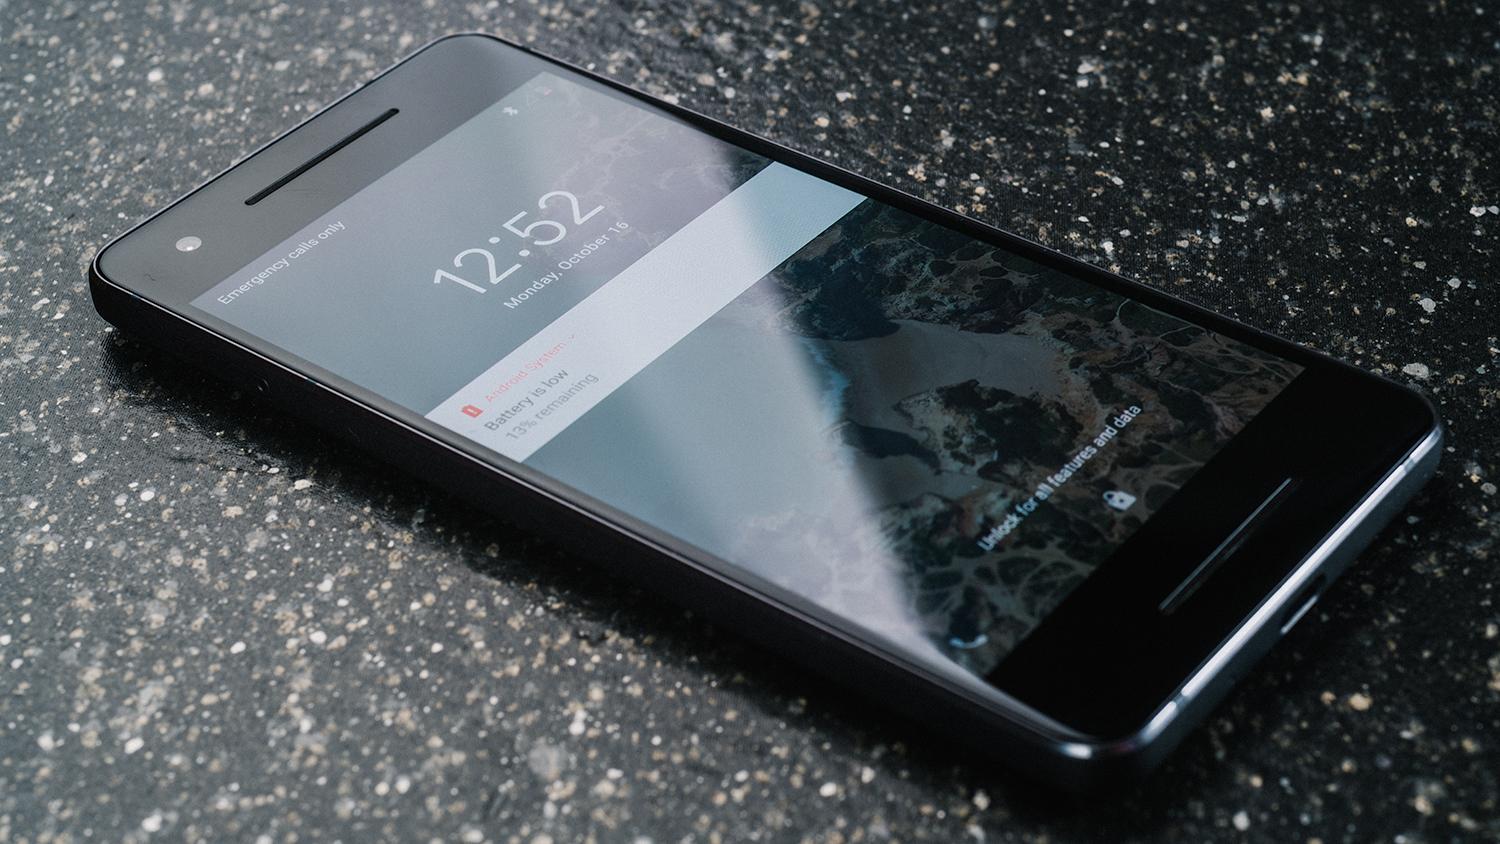 Emergency calls only
12:52
Monday, October 16
Android System
Battery is low
13% remaining
Unlock for all features and data